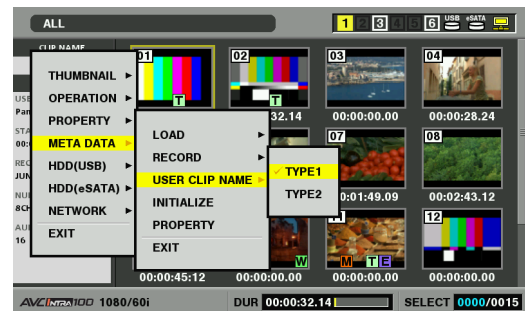 ALL
1 2 3 4 5 6 USB eSATA
CLIP NAME
01
02
03
04
THUMBNAIL
OPERATION
PROPERTY
META DATA
HDD(USB)
HDD(eSATA)
NETWORK
EXIT
LOAD
RECORD
USER CLIP NAME
INITIALIZE
PROPERTY
EXIT
TYPE1
TYPE2
T
T
32.14
00:00:00.00
00:00:28.24
07
08
01:49.09
00:02:43.12
12
W
M T E
00:00:45:12
00:00:00.00
00:00:00.00
00:00:00.00
AVC INTRA 100 1080/60i
DUR 00:00:32.14
SELECT 0000/0015